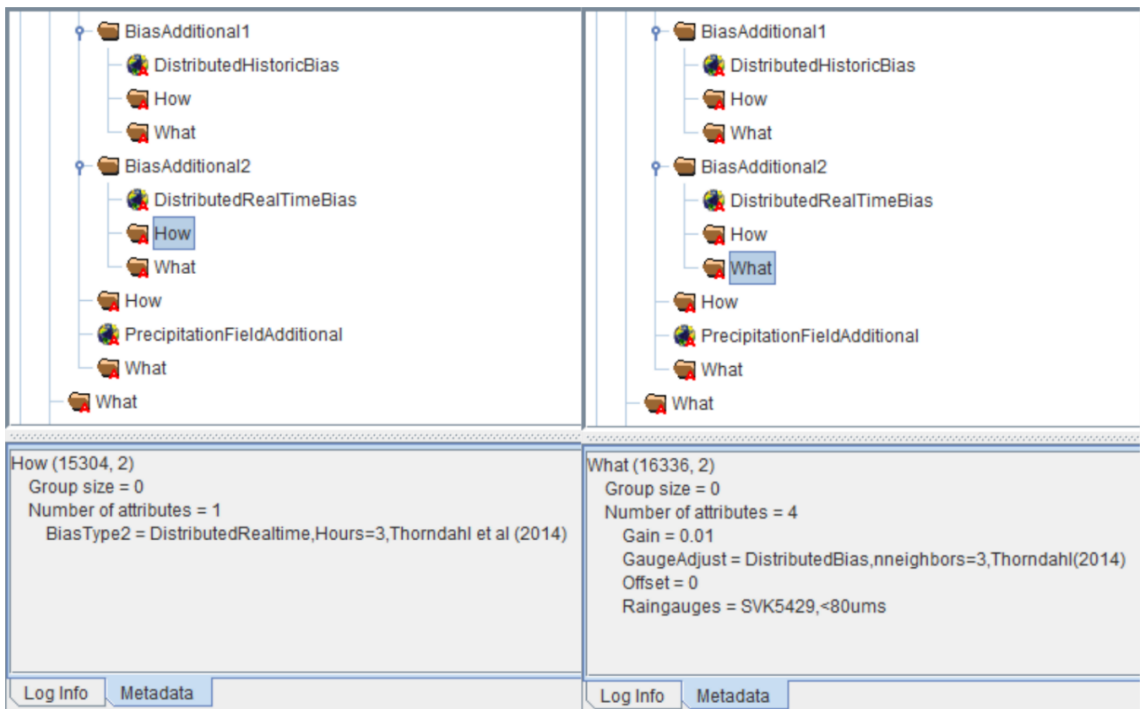 BiasAdditional1
DistributedHistoricBias
How
What
BiasAdditional2
DistributedRealTimeBias
How
What
How
PrecipitationFieldAdditional
What
What
How (15304, 2)
Group size = 0
Number of attributes = 1
BiasType2 = DistributedRealtime,Hours=3,Thorndahl et al (2014)
Log Info
Metadata
BiasAdditional1
DistributedHistoricBias
How
What
BiasAdditional2
DistributedRealTimeBias
How
What
How
PrecipitationFieldAdditional
What
What
What (16336, 2)
Group size = 0
Number of attributes = 4
Gain = 0.01
GaugeAdjust = DistributedBias,nneighbors=3,Thorndahl(2014)
Offset = 0
Raingauges = SVK5429,<80ums
Log Info
Metadata